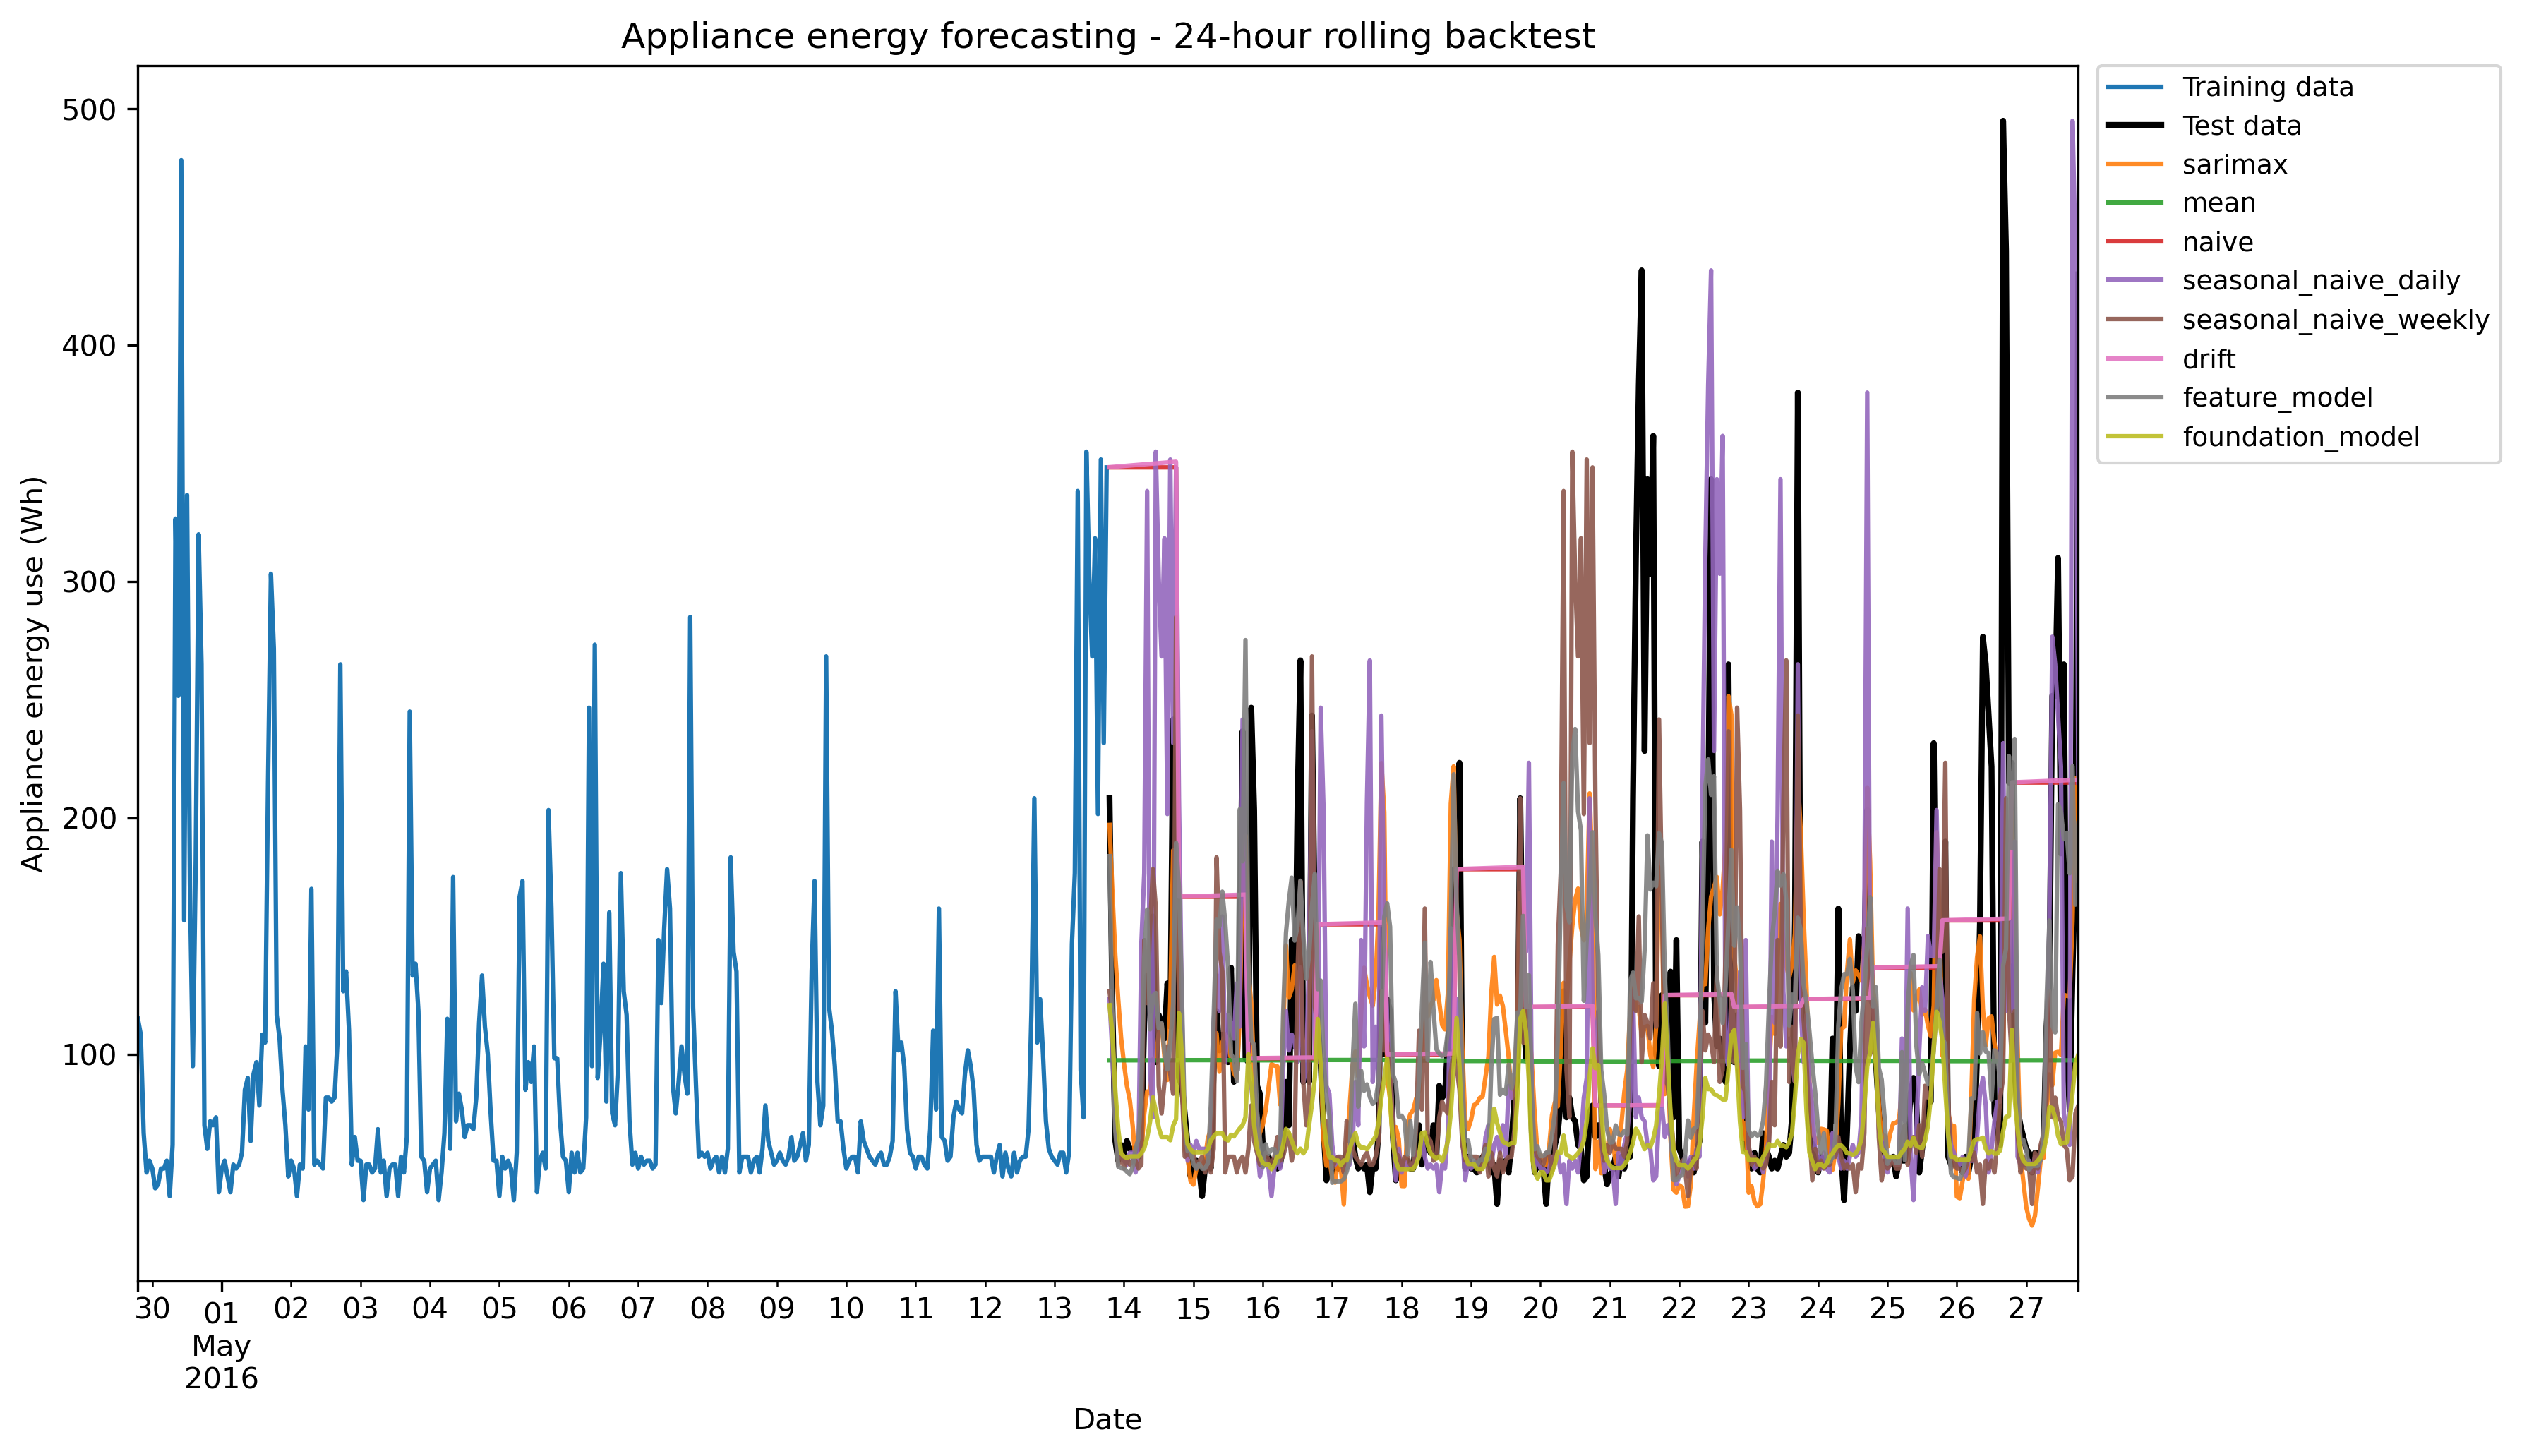 Appliance energy forecasting - 24-hour rolling backtest
500
400
300
200
100
Appliance energy use (Wh)
30 01 02 03 04 05 06 07 08 09 10 11 12 13 14 15 16 17 18 19 20 21 22 23 24 25 26 27
May
2016
Date
Training data
Test data
sarimax
mean
naive
seasonal_naive_daily
seasonal_naive_weekly
drift
feature_model
foundation_model